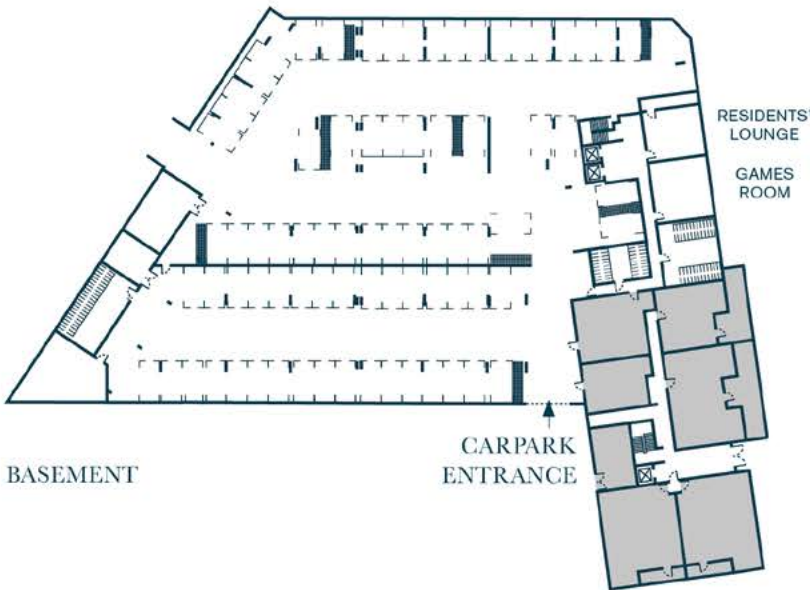 RESIDENTS'
LOUNGE
GAMES
ROOM
CARPARK
ENTRANCE
BASEMENT